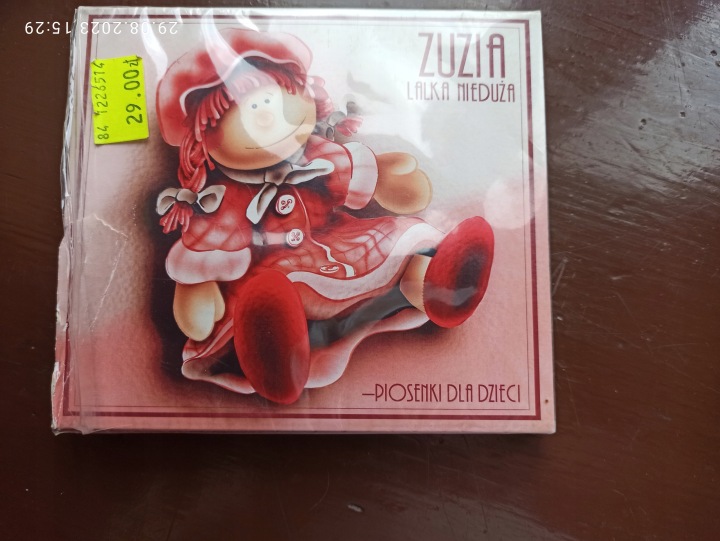 29.08.2023 15:29
84 1226514
29.00zł
ZUZIA
LALKA NIEDUŻA
—PIOSENKI DLA DZIECI